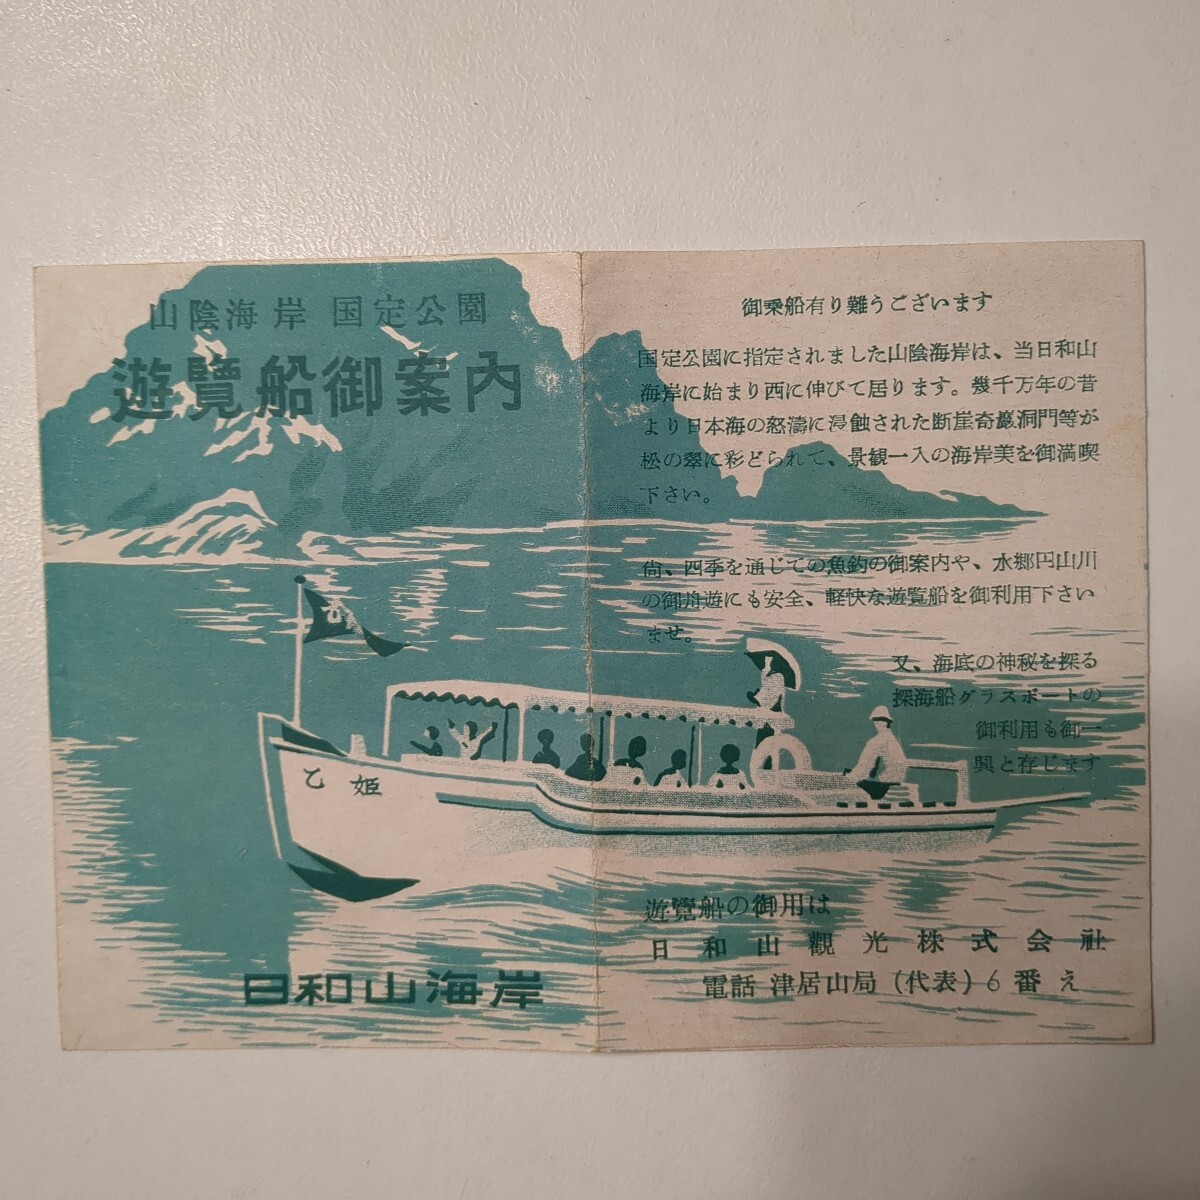 山陰海岸 国定公園
遊覽船御案内
乙姫
日和山海岸
御乗船有り難うございます
国定公園に指定されました山陰海岸は、当日和山
海岸に始まり西に伸びて居ります。幾千万年の昔
より日本海の怒濤に浸蝕された断崖奇巌洞門等が
松の翠に彩どられて、景観一入の海岸美を御満喫
下さい。
尙、四季を通じての魚釣の御案内や、水郷円山川
の御舟遊にも安全、軽快な遊覧船を御利用下さい
ませ。
又、海底の神秘を探る
探海船グラスボートの
御利用も御一
興と存じます
遊覽船の御用は
日和山觀光株式会社
電話 津居山局 (代表) 6 番 え